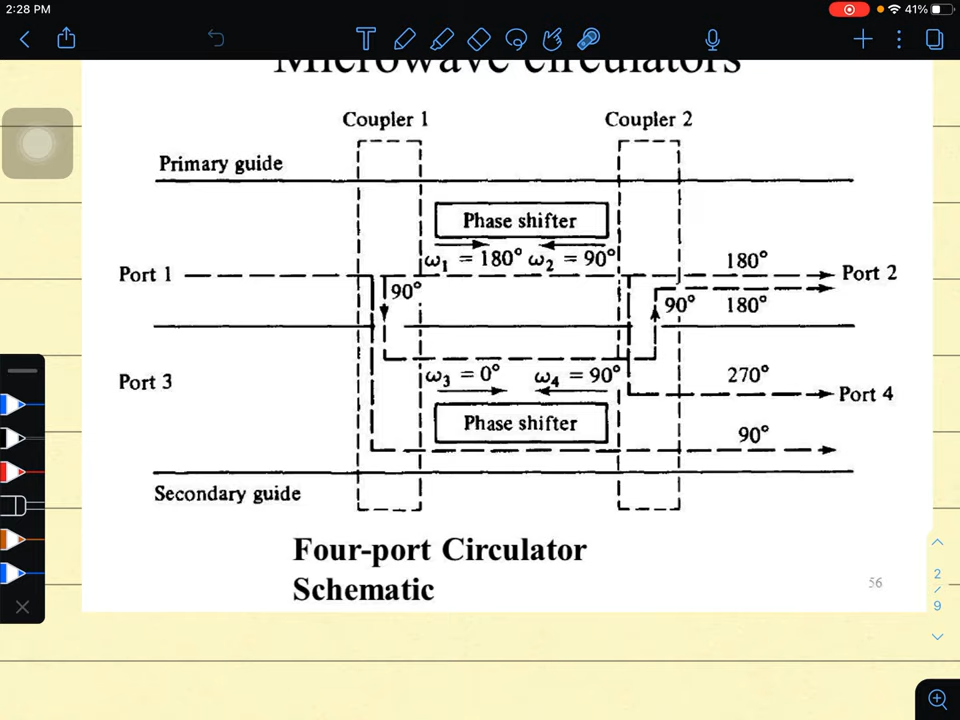 2:28 PM
41%
Microwave circulators
Coupler 1
Coupler 2
Primary guide
Phase shifter
ω1 = 180° ω2 = 90°
180°
Port 1
Port 2
90°
90°
180°
Port 3
ω3 = 0°
ω4 = 90°
270°
Port 4
Phase shifter
90°
Secondary guide
Four-port Circulator
Schematic
56
2
/
9